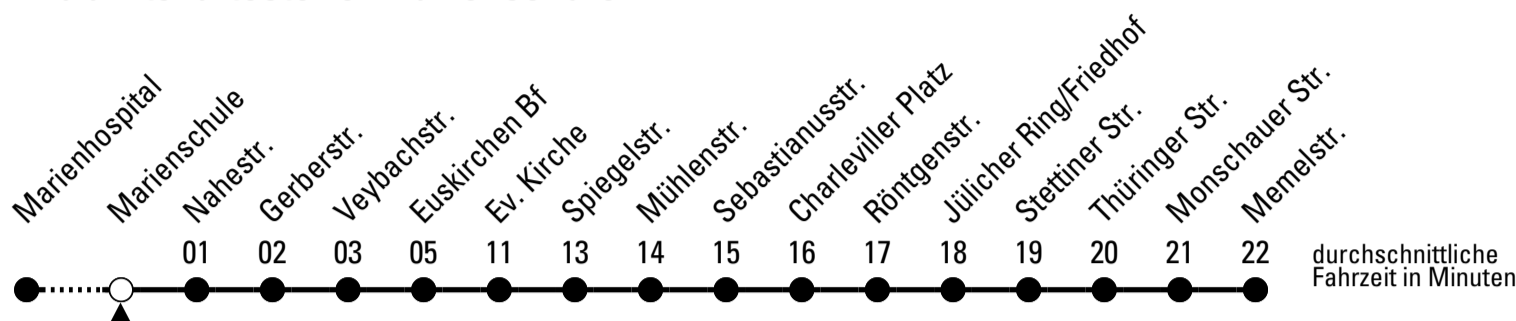 Marienhospital
Marienschule
Nahestr.
Gerberstr.
Veybachstr.
Euskirchen Bf
Ev. Kirche
Spiegelstr.
Mühlenstr.
Sebastianusstr.
Charleviller Platz
Röntgenstr.
Jülicher Ring/Friedhof
Stettiner Str.
Thüringer Str.
Monschauer Str.
Memelstr.
01 02 03 05 11 13 14 15 16 17 18 19 20 21 22
durchschnittliche
Fahrzeit in Minuten